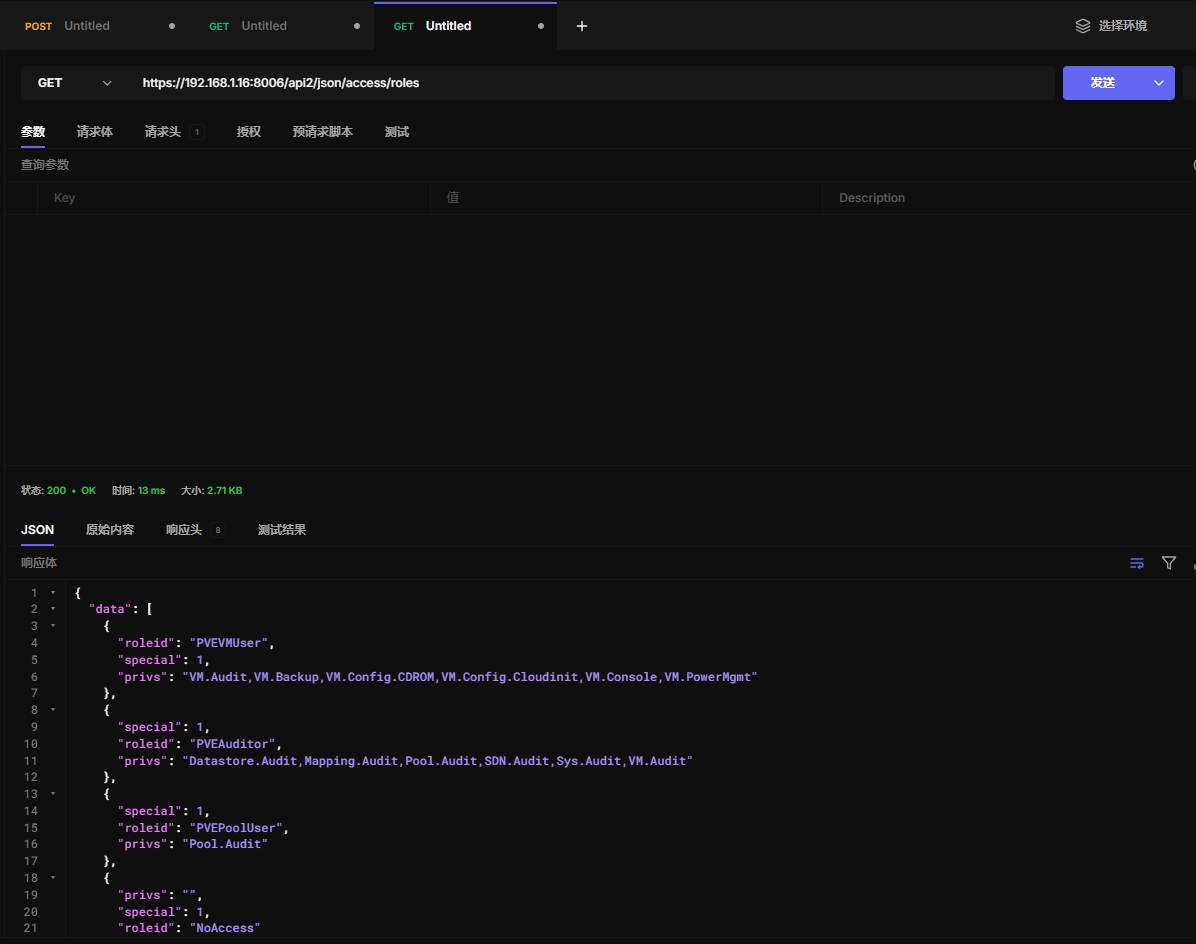 POST Untitled GET Untitled GET Untitled 选择环境
GET https://192.168.1.16:8006/api2/json/access/roles 发送
参数 请求体 请求头 1 授权 预请求脚本 测试
查询参数
Key 值 Description
状态: 200 • OK 时间: 13 ms 大小: 2.71 KB
JSON 原始内容 响应头 8 测试结果
响应体
1 {
2 "data": [
3 {
4 "roleid": "PVEVMUser",
5 "special": 1,
6 "privs": "VM.Audit,VM.Backup,VM.Config.CDROM,VM.Config.Cloudinit,VM.Console,VM.PowerMgmt"
7 },
8 {
9 "special": 1,
10 "roleid": "PVEAuditor",
11 "privs": "Datastore.Audit,Mapping.Audit,Pool.Audit,SDN.Audit,Sys.Audit,VM.Audit"
12 },
13 {
14 "special": 1,
15 "roleid": "PVEPoolUser",
16 "privs": "Pool.Audit"
17 },
18 {
19 "privs": "",
20 "special": 1,
21 "roleid": "NoAccess"